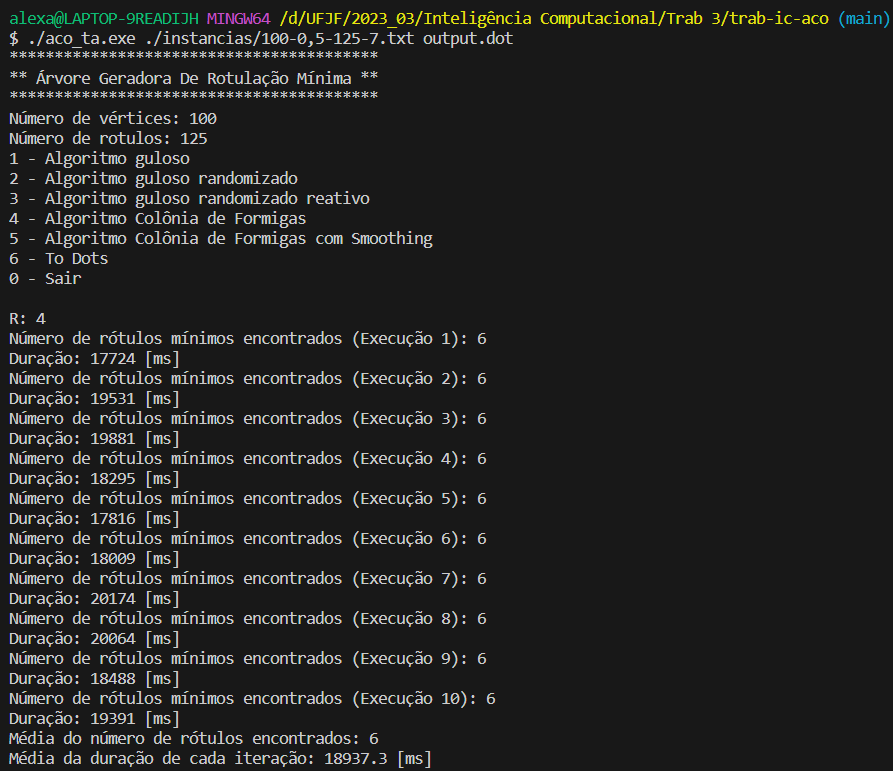 alexa@LAPTOP-9READIJH MINGW64 /d/UFJF/2023_03/Inteligência Computacional/Trab 3/trab-ic-aco (main)
$ ./aco_ta.exe ./instancias/100-0,5-125-7.txt output.dot
*****************************************
** Árvore Geradora De Rotulação Mínima **
*****************************************
Número de vértices: 100
Número de rotulos: 125
1 - Algoritmo guloso
2 - Algoritmo guloso randomizado
3 - Algoritmo guloso randomizado reativo
4 - Algoritmo Colônia de Formigas
5 - Algoritmo Colônia de Formigas com Smoothing
6 - To Dots
0 - Sair
R: 4
Número de rótulos mínimos encontrados (Execução 1): 6
Duração: 17724 [ms]
Número de rótulos mínimos encontrados (Execução 2): 6
Duração: 19531 [ms]
Número de rótulos mínimos encontrados (Execução 3): 6
Duração: 19881 [ms]
Número de rótulos mínimos encontrados (Execução 4): 6
Duração: 18295 [ms]
Número de rótulos mínimos encontrados (Execução 5): 6
Duração: 17816 [ms]
Número de rótulos mínimos encontrados (Execução 6): 6
Duração: 18009 [ms]
Número de rótulos mínimos encontrados (Execução 7): 6
Duração: 20174 [ms]
Número de rótulos mínimos encontrados (Execução 8): 6
Duração: 20064 [ms]
Número de rótulos mínimos encontrados (Execução 9): 6
Duração: 18488 [ms]
Número de rótulos mínimos encontrados (Execução 10): 6
Duração: 19391 [ms]
Média do número de rótulos encontrados: 6
Média da duração de cada iteração: 18937.3 [ms]